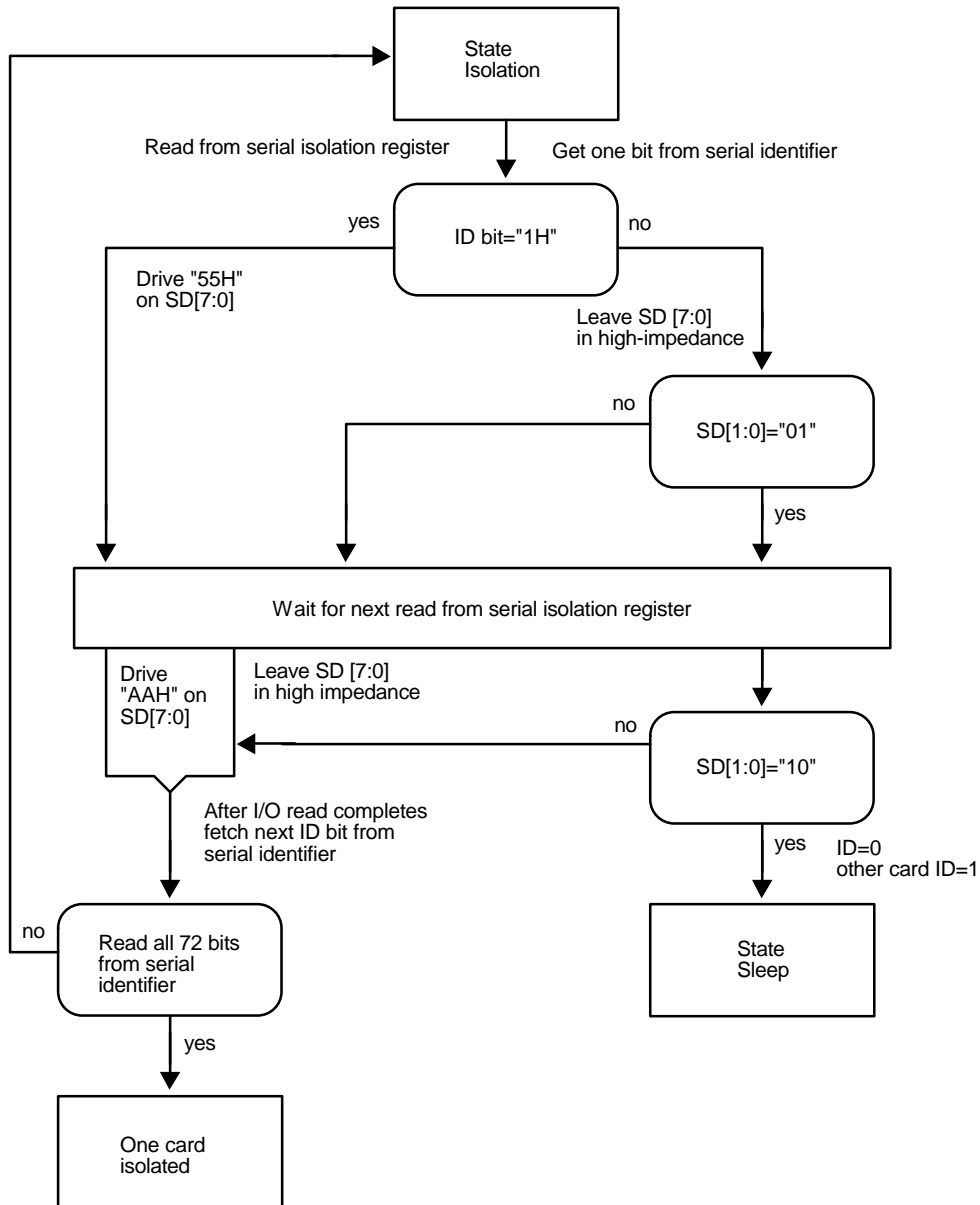 State
Isolation
Read from serial isolation register
Get one bit from serial identifier
yes
ID bit="1H"
no
Drive "55H"
on SD[7:0]
Leave SD [7:0]
in high-impedance
no
SD[1:0]="01"
yes
Wait for next read from serial isolation register
Drive
"AAH" on
SD[7:0]
Leave SD [7:0]
in high impedance
no
SD[1:0]="10"
After I/O read completes
fetch next ID bit from
serial identifier
yes
ID=0
other card ID=1
no
Read all 72 bits
from serial
identifier
State
Sleep
yes
One card
isolated